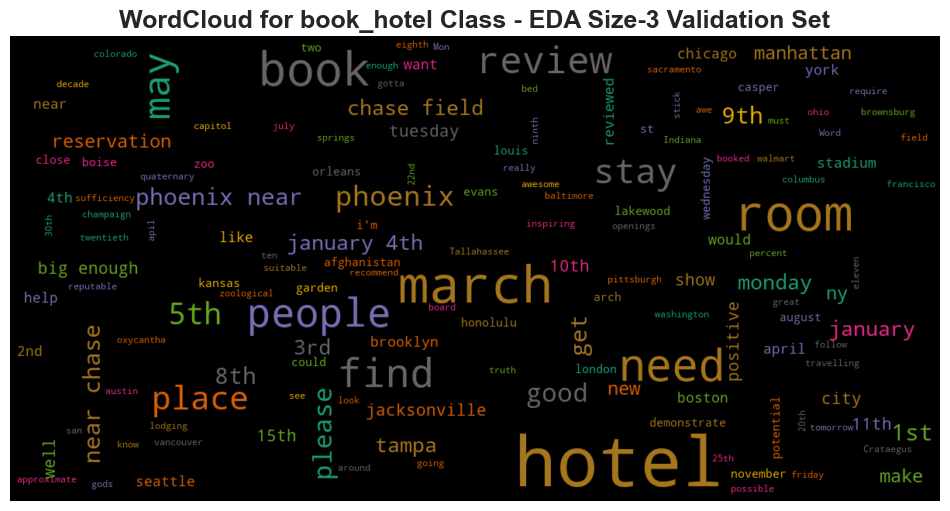 WordCloud for book_hotel Class - EDA Size-3 Validation Set
colorado
two
eighth
Mon
book
review
chicago
manhattan
may
enough
want
gotta
sacramento
york
decade
near
chase field
bed
reviewed
stick
casper
require
awe
9th
must
ohio
brownsburg
capitol
july
springs
tuesday
ninth
st
Indiana
Word
field
reservation
close
boise
zoo
louis
really
stay
booked
walmart
stadium
orleans
22nd
quaternary
wednesday
columbus
francisco
4th
sufficiency
phoenix near
phoenix
evans
awesome
baltimore
champaign
30th
apil
i'm
lakewood
inspiring
openings
room
twentieth
like
january 4th
Tallahassee
would
percent
ten
big enough
suitable
afghanistan
recommend
10th
eleven
reputable
kansas
zoological
garden
march
pittsburgh
show
monday
great
ny
help
5th
people
board
honolulu
arch
washington
august
january
oxycantha
3rd
brooklyn
get
positive
follow
2nd
near chase
could
april
travelling
8th
find
truth
london
need
austin
place
see
look
good
new
boston
city
please
jacksonville
potential
20th
tomorrow
11th
san
lodging
demonstrate
1st
know
vancouver
15th
tampa
around
going
hotel
Crataegus
well
approximate
gods
seattle
25th
november
friday
possible
make